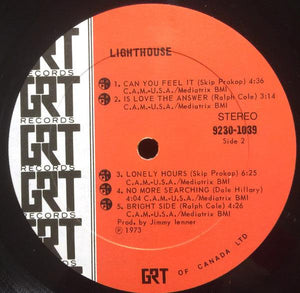 LIGHTHOUSE
1. CAN YOU FEEL IT (Skip Prokop) 4:36
C.A.M.-U.S.A./Mediatrix BMI
2. IS LOVE THE ANSWER (Ralph Cole) 3:14
C.A.M.-U.S.A./Mediatrix BMI
STEREO
9230-1039
Side 2
3. LONELY HOURS (Skip Prokop) 6:25
C.A.M.-U.S.A./Mediatrix BMI
4. NO MORE SEARCHING (Dale Hillary)
4:04 C.A.M.-U.S.A./Mediatrix BMI
5. BRIGHT SIDE (Ralph Cole) 4:26
C.A.M.-U.S.A./Mediatrix BMI
Prod. by Jimmy Ienner
℗ 1973
GRT OF CANADA LTD
GRT
RECORDS
GRT
RECORDS
GRT
RECORDS
GRT
RECORDS
GRT